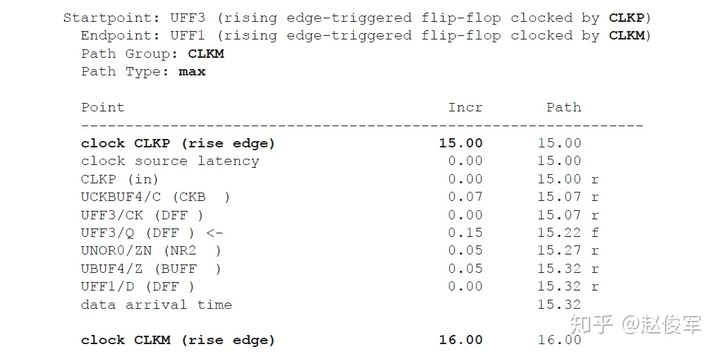 Startpoint: UFF3 (rising edge-triggered flip-flop clocked by CLKP)
Endpoint: UFF1 (rising edge-triggered flip-flop clocked by CLKM)
Path Group: CLKM
Path Type: max
Point Incr Path
---------------------------------------------------------------
clock CLKP (rise edge) 15.00 15.00
clock source latency 0.00 15.00
CLKP (in) 0.00 15.00 r
UCKBUF4/C (CKB ) 0.07 15.07 r
UFF3/CK (DFF ) 0.00 15.07 r
UFF3/Q (DFF ) <- 0.15 15.22 f
UNOR0/ZN (NR2 ) 0.05 15.27 r
UBUF4/Z (BUFF ) 0.05 15.32 r
UFF1/D (DFF ) 0.00 15.32 r
data arrival time 15.32
clock CLKM (rise edge) 16.00 16.00
知乎 @赵俊军